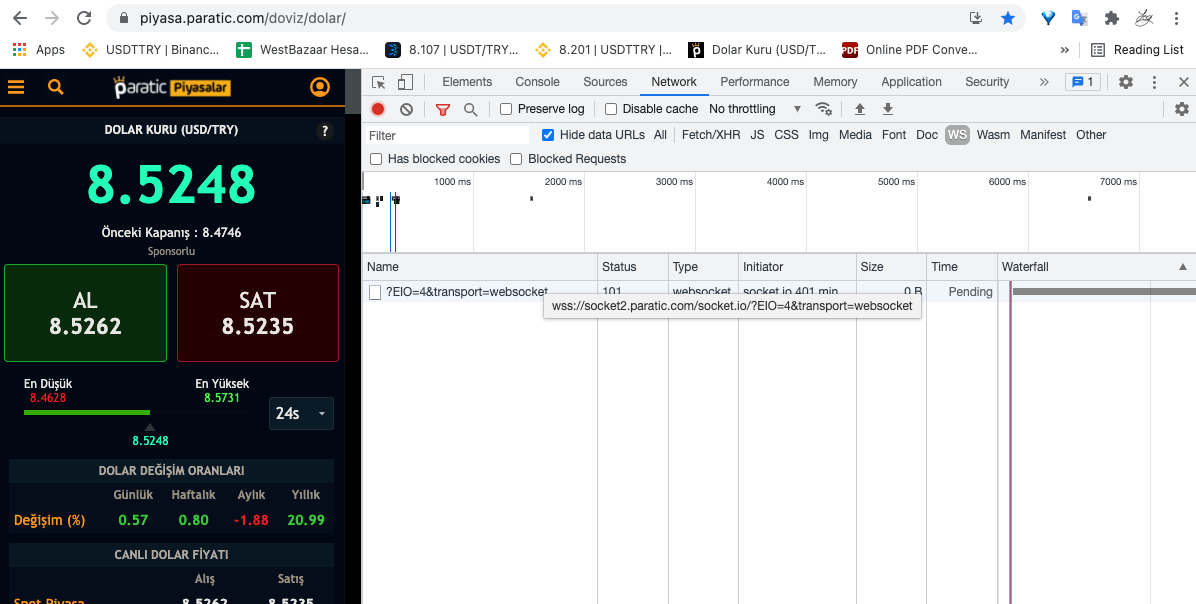 piyasa.paratic.com/doviz/dolar/
Apps USDTTRY | Binanc... WestBazaar Hesa... 8.107 | USDT/TRY... 8.201 | USDTTRY |... Dolar Kuru (USD/T... PDF Online PDF Conve... » Reading List
paratic Piyasalar
DOLAR KURU (USD/TRY) ?
8.5248
Önceki Kapanış : 8.4746
Sponsorlu
AL
8.5262
SAT
8.5235
En Düşük
8.4628
En Yüksek
8.5731
24s
8.5248
DOLAR DEĞİŞİM ORANLARI
Günlük Haftalık Aylık Yıllık
Değişim (%) 0.57 0.80 -1.88 20.99
CANLI DOLAR FİYATI
Alış Satış
Spot Piyasa 8.5262 8.5235
Elements Console Sources Network Performance Memory Application Security » 1
Preserve log Disable cache No throttling
Filter Hide data URLs All Fetch/XHR JS CSS Img Media Font Doc WS Wasm Manifest Other
Has blocked cookies Blocked Requests
1000 ms 2000 ms 3000 ms 4000 ms 5000 ms 6000 ms 7000 ms
Name Status Type Initiator Size Time Waterfall
?EIO=4&transport=websocket 101 websocket socket.io.401.min... 0 B Pending
wss://socket2.paratic.com/socket.io/?EIO=4&transport=websocket